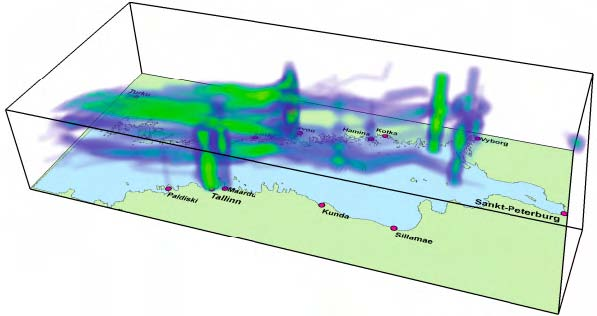 Turku
Hamina
Kotka
Vyborg
Paldiski
Maardu
Tallinn
Kunda
Sillamae
Sankt-Peterburg